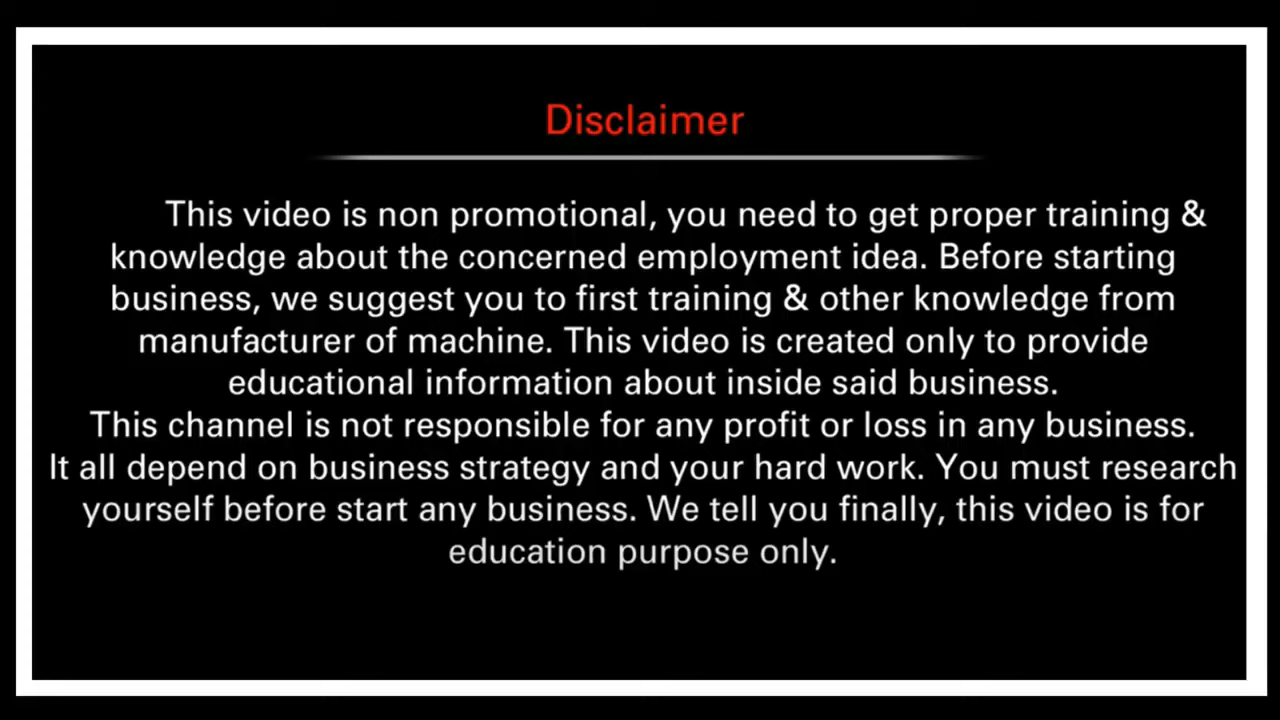 Disclaimer
This video is non promotional, you need to get proper training &
knowledge about the concerned employment idea. Before starting
business, we suggest you to first training & other knowledge from
manufacturer of machine. This video is created only to provide
educational information about inside said business.
This channel is not responsible for any profit or loss in any business.
It all depend on business strategy and your hard work. You must research
yourself before start any business. We tell you finally, this video is for
education purpose only.